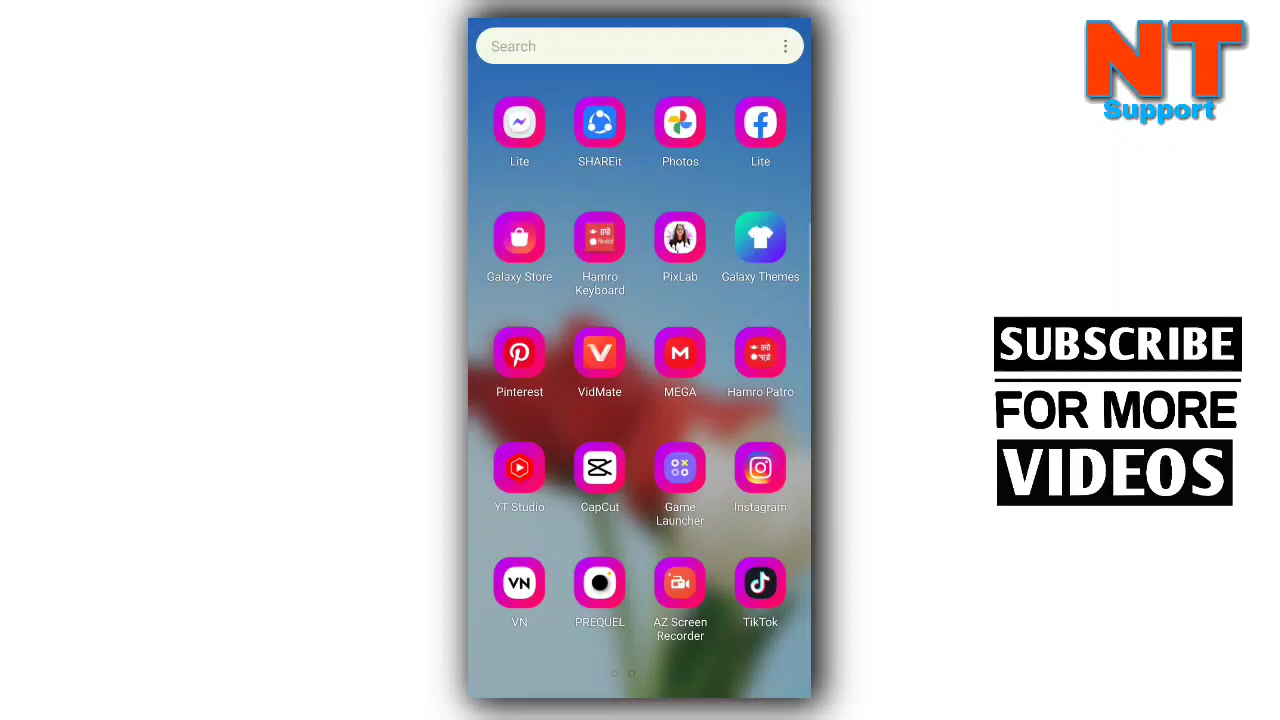 Search
NT
Support
Lite
SHAREit
Photos
Lite
Galaxy Store
Hamro
Keyboard
PixLab
Galaxy Themes
Pinterest
VidMate
M
MEGA
हाम्रो
Hamro Patro
SUBSCRIBE
FOR MORE
VIDEOS
YT Studio
CapCut
Game
Launcher
Instagram
VN
VN
PREQUEL
AZ Screen
Recorder
TikTok